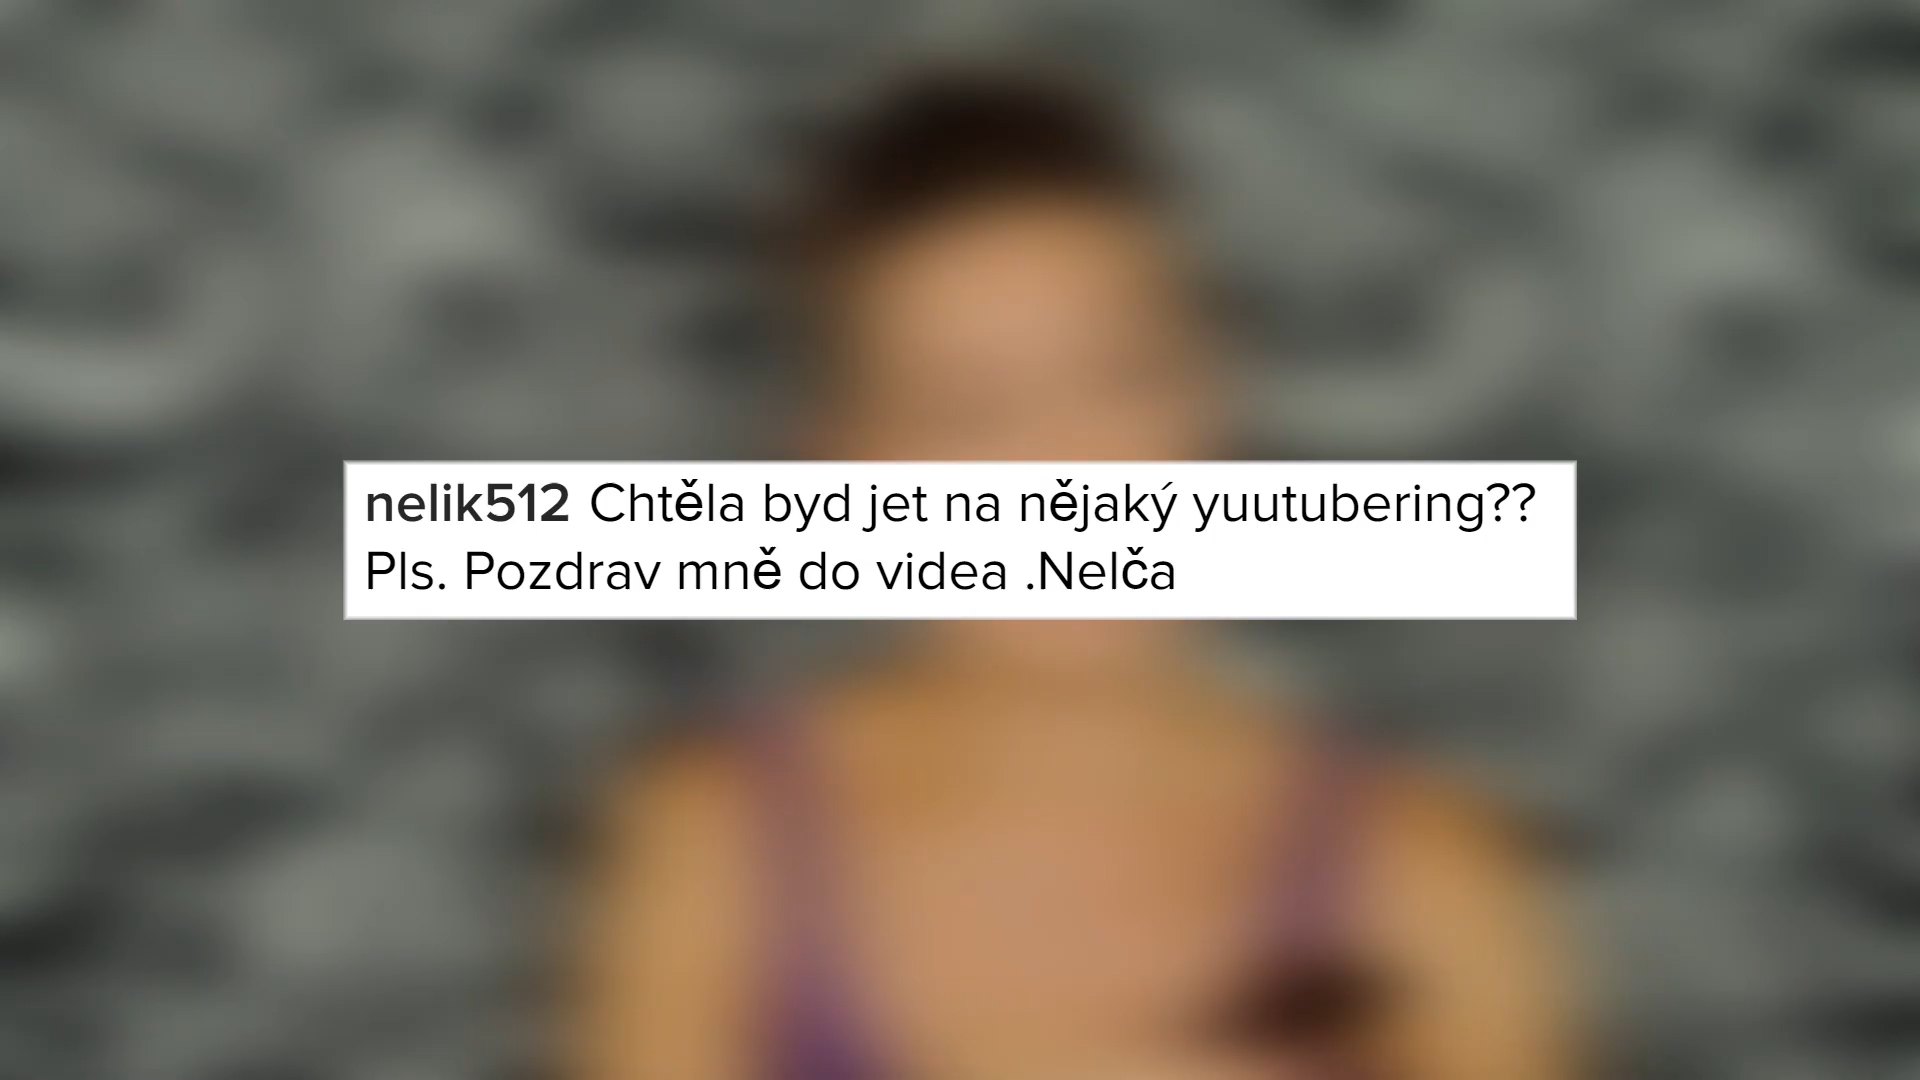 nelik512 Chtěla byd jet na nějaký yuutubering??
Pls. Pozdrav mně do videa .Nelča